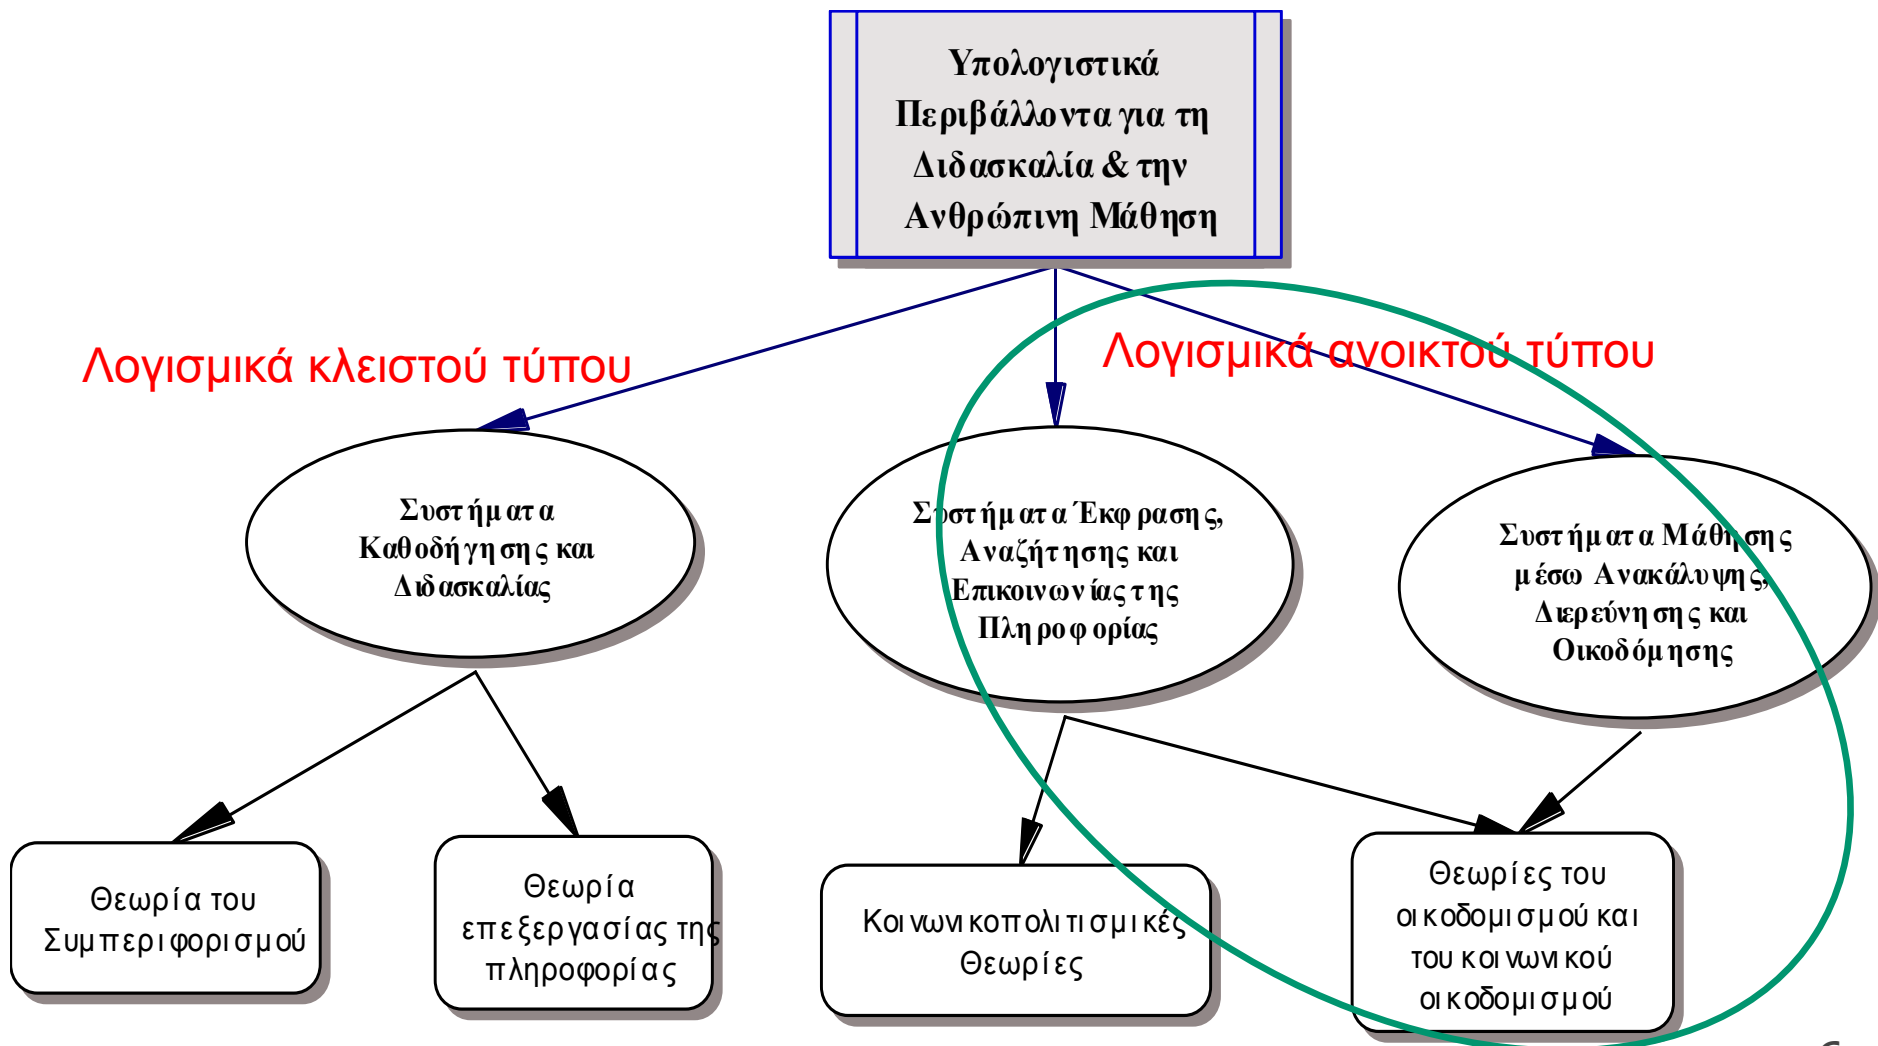 Υπολογιστικά
Περιβάλλοντα για τη
Διδασκαλία & την
Ανθρώπινη Μάθηση
Λογισμικά κλειστού τύπου
Λογισμικά ανοικτού τύπου
Συστήματα
Καθοδήγησης και
Διδασκαλίας
Συστήματα Έκφρασης,
Αναζήτησης και
Επικοινωνίας της
Πληροφορίας
Συστήματα Μάθησης
μέσω Ανακάλυψης,
Διερεύνησης και
Οικοδόμησης
Θεωρία του
Συμπεριφορισμού
Θεωρία
επεξεργασίας της
πληροφορίας
Κοινωνικοπολιτισμικές
Θεωρίες
Θεωρίες του
οικοδομισμού και
του κοινωνικού
οικοδομισμού